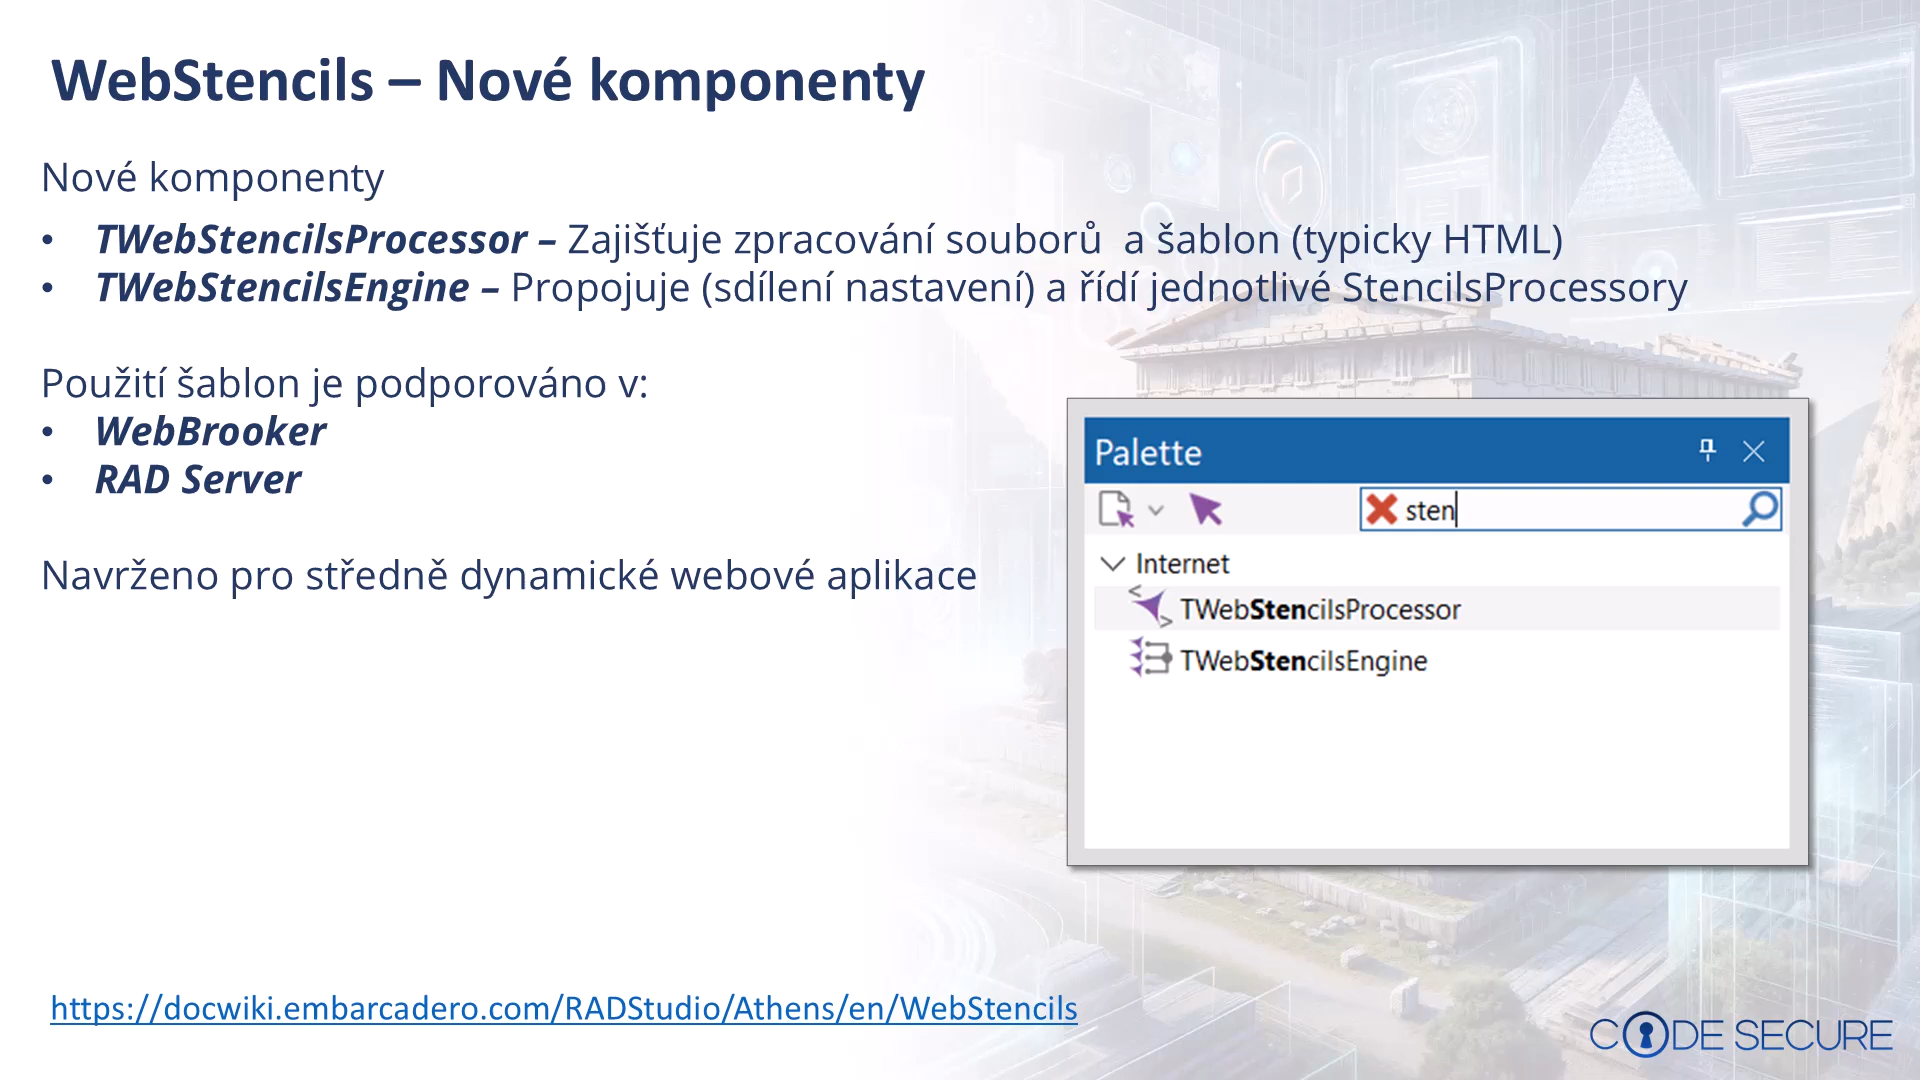 WebStencils – Nové komponenty
Nové komponenty
• TWebStencilsProcessor – Zajišťuje zpracování souborů  a šablon (typicky HTML)
• TWebStencilsEngine – Propojuje (sdílení nastavení) a řídí jednotlivé StencilsProcessory
Použití šablon je podporováno v:
• WebBrooker
• RAD Server
Navrženo pro středně dynamické webové aplikace
Palette
sten
Internet
TWebStencilsProcessor
TWebStencilsEngine
https://docwiki.embarcadero.com/RADStudio/Athens/en/WebStencils
CODE SECURE